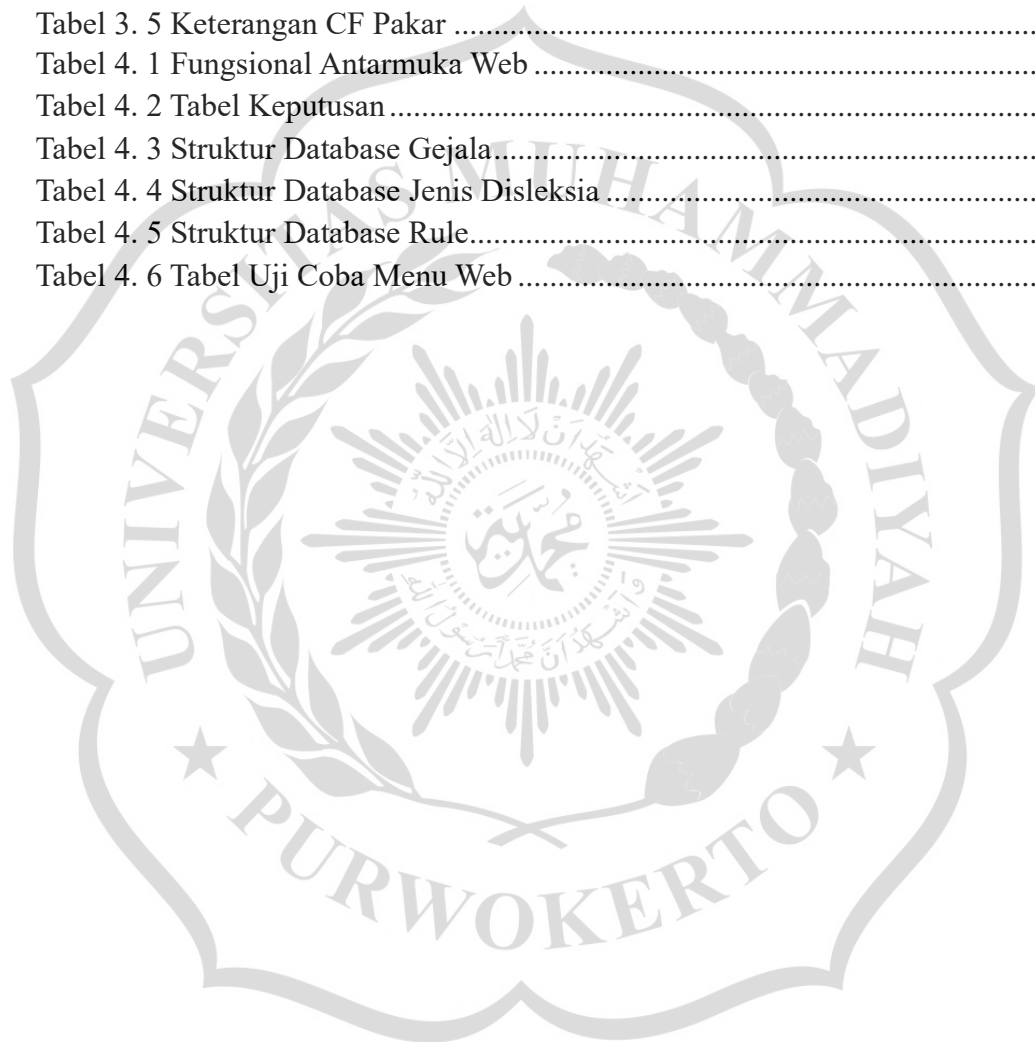 Tabel 3. 5 Keterangan CF Pakar ........................................................................
Tabel 4. 1 Fungsional Antarmuka Web ...............................................................
Tabel 4. 2 Tabel Keputusan ................................................................................
Tabel 4. 3 Struktur Database Gejala....................................................................
Tabel 4. 4 Struktur Database Jenis Disleksia ......................................................
Tabel 4. 5 Struktur Database Rule.......................................................................
Tabel 4. 6 Tabel Uji Coba Menu Web .................................................................
UNIVERSITAS MUHAMMADIYAH
PURWOKERTO